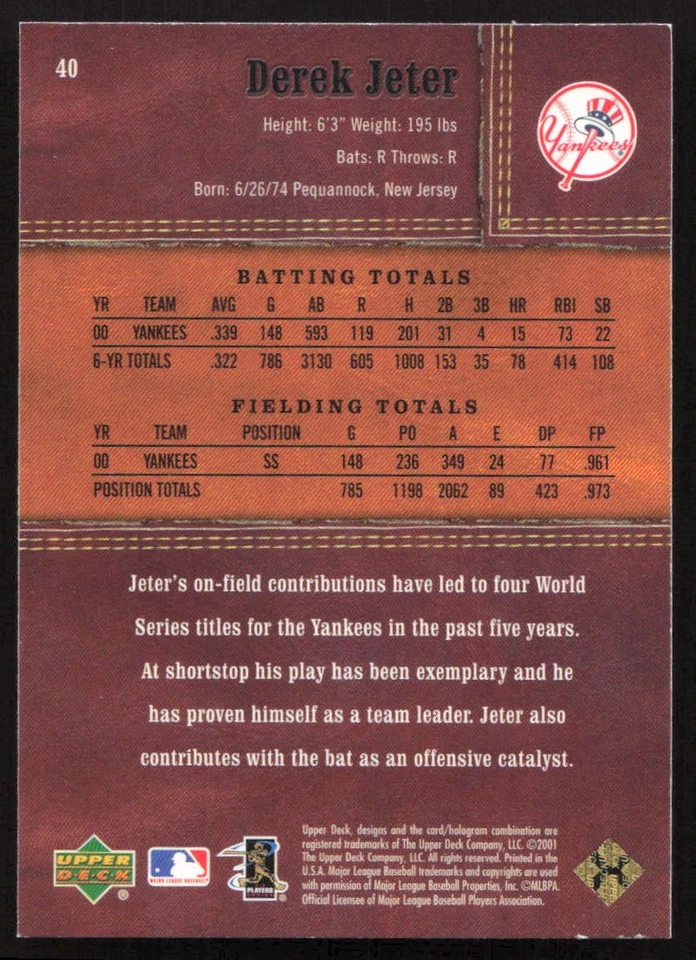 40
Derek Jeter
Height: 6'3" Weight: 195 lbs
Bats: R Throws: R
Born: 6/26/74 Pequannock, New Jersey
Yankees
BATTING TOTALS
YR TEAM AVG G AB R H 2B 3B HR RBI SB
00 YANKEES .339 148 593 119 201 31 4 15 73 22
6-YR TOTALS .322 786 3130 605 1008 153 35 78 414 108
FIELDING TOTALS
YR TEAM POSITION G PO A E DP FP
00 YANKEES SS 148 236 349 24 77 .961
POSITION TOTALS 785 1198 2062 89 423 .973
Jeter's on-field contributions have led to four World
Series titles for the Yankees in the past five years.
At shortstop his play has been exemplary and he
has proven himself as a team leader. Jeter also
contributes with the bat as an offensive catalyst.
UPPER
DECK
®
MAJOR LEAGUE BASEBALL
PLAYERS
Upper Deck, designs and the card/hologram combination are
registered trademarks of The Upper Deck Company, LLC. ©2001
The Upper Deck Company, LLC. All rights reserved. Printed in the
U.S.A. Major League Baseball trademarks and copyrights are used
with permission of Major League Baseball Properties, Inc. ©MLBPA.
Official Licensee of Major League Baseball Players Association.